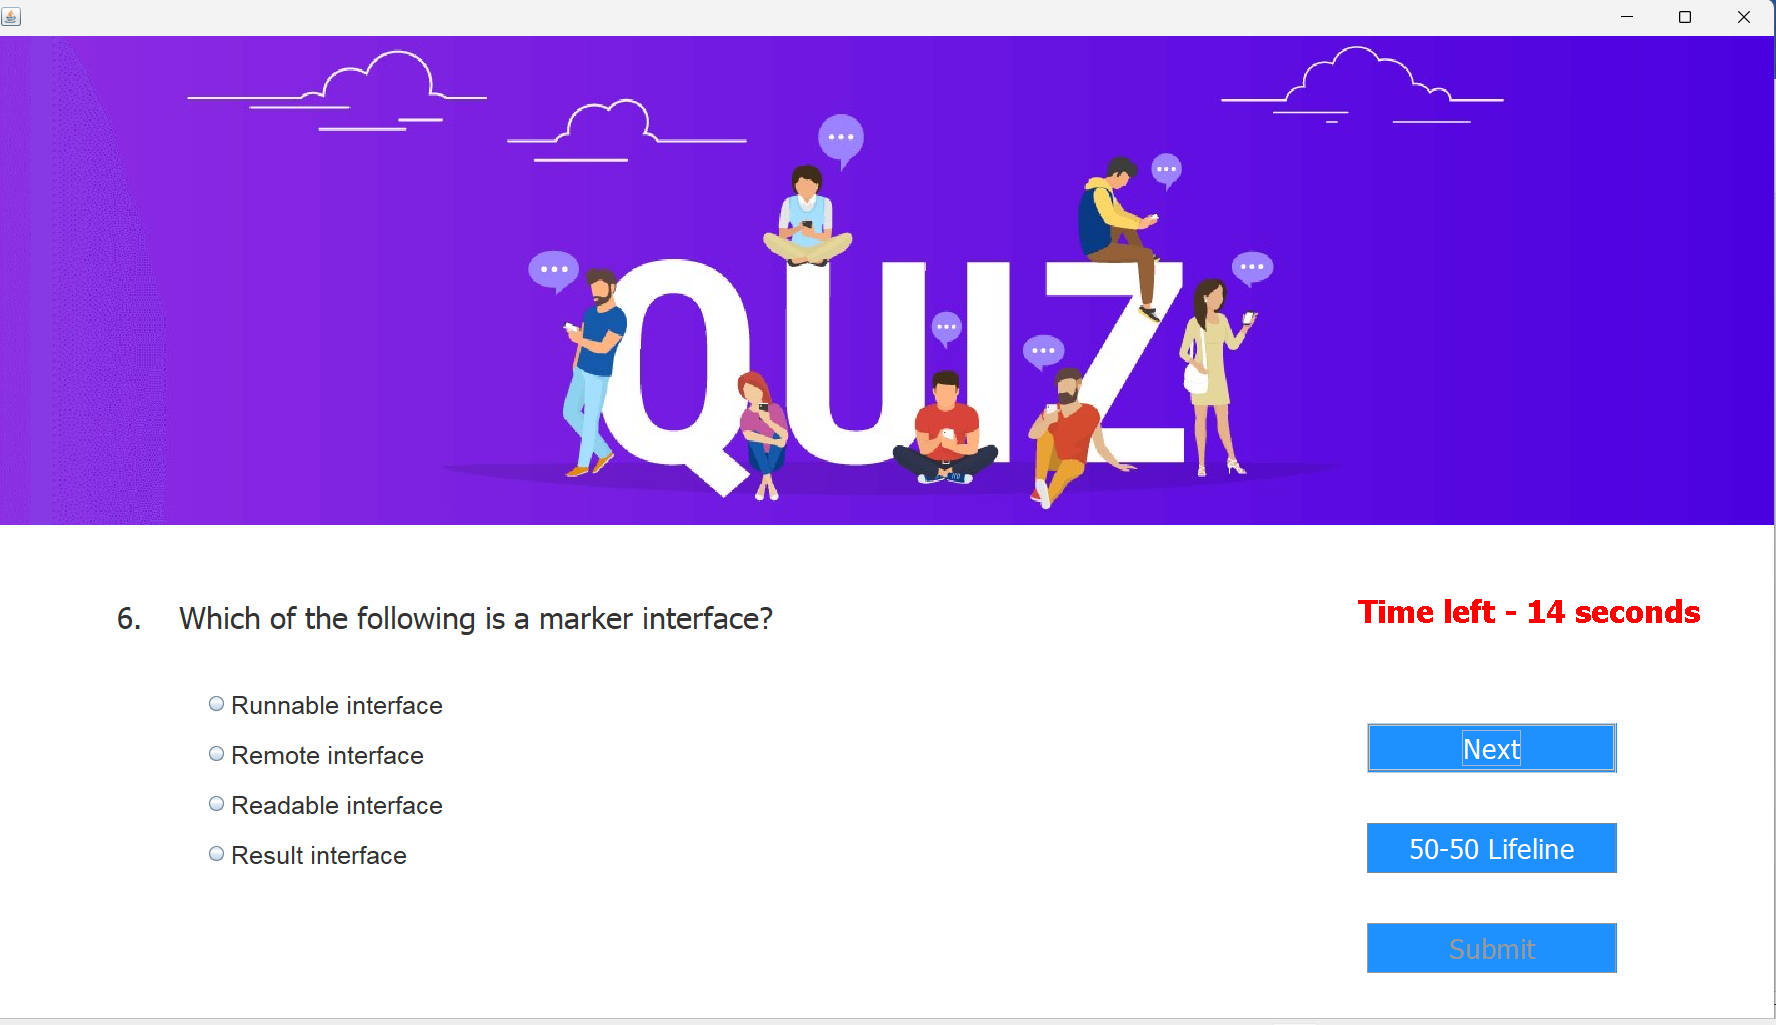 QUIZ
6. Which of the following is a marker interface?
Time left - 14 seconds
Runnable interface
Remote interface
Readable interface
Result interface
Next
50-50 Lifeline
Submit